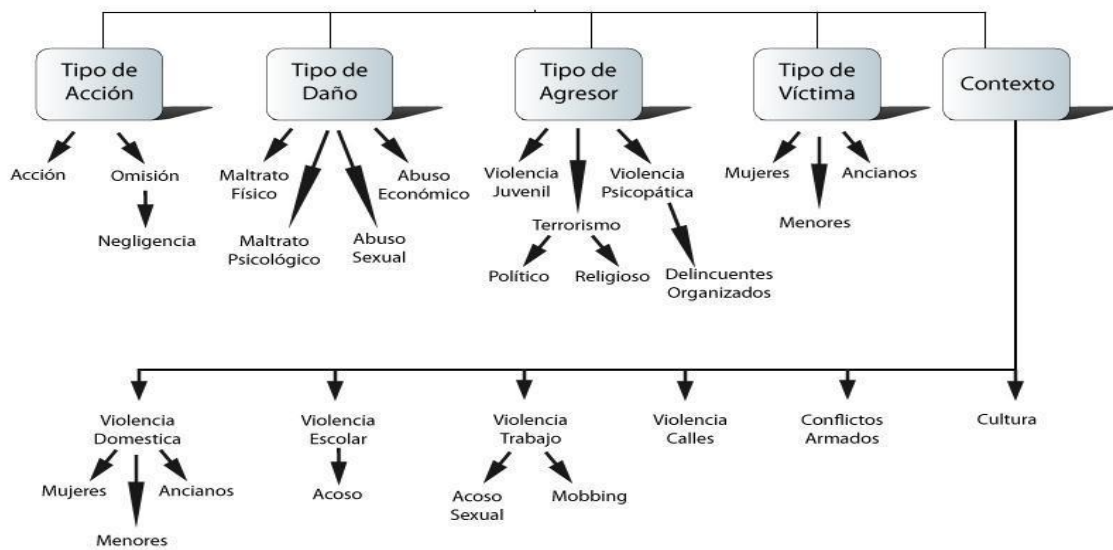 Tipo de
Acción
Tipo de
Daño
Tipo de
Agresor
Tipo de
Víctima
Contexto
Acción
Omisión
Negligencia
Maltrato
Físico
Abuso
Económico
Maltrato
Psicológico
Abuso
Sexual
Violencia
Juvenil
Violencia
Psicopática
Terrorismo
Político
Religioso
Delincuentes
Organizados
Mujeres
Ancianos
Menores
Violencia
Domestica
Violencia
Escolar
Violencia
Trabajo
Violencia
Calles
Conflictos
Armados
Cultura
Mujeres
Ancianos
Menores
Acoso
Acoso
Sexual
Mobbing